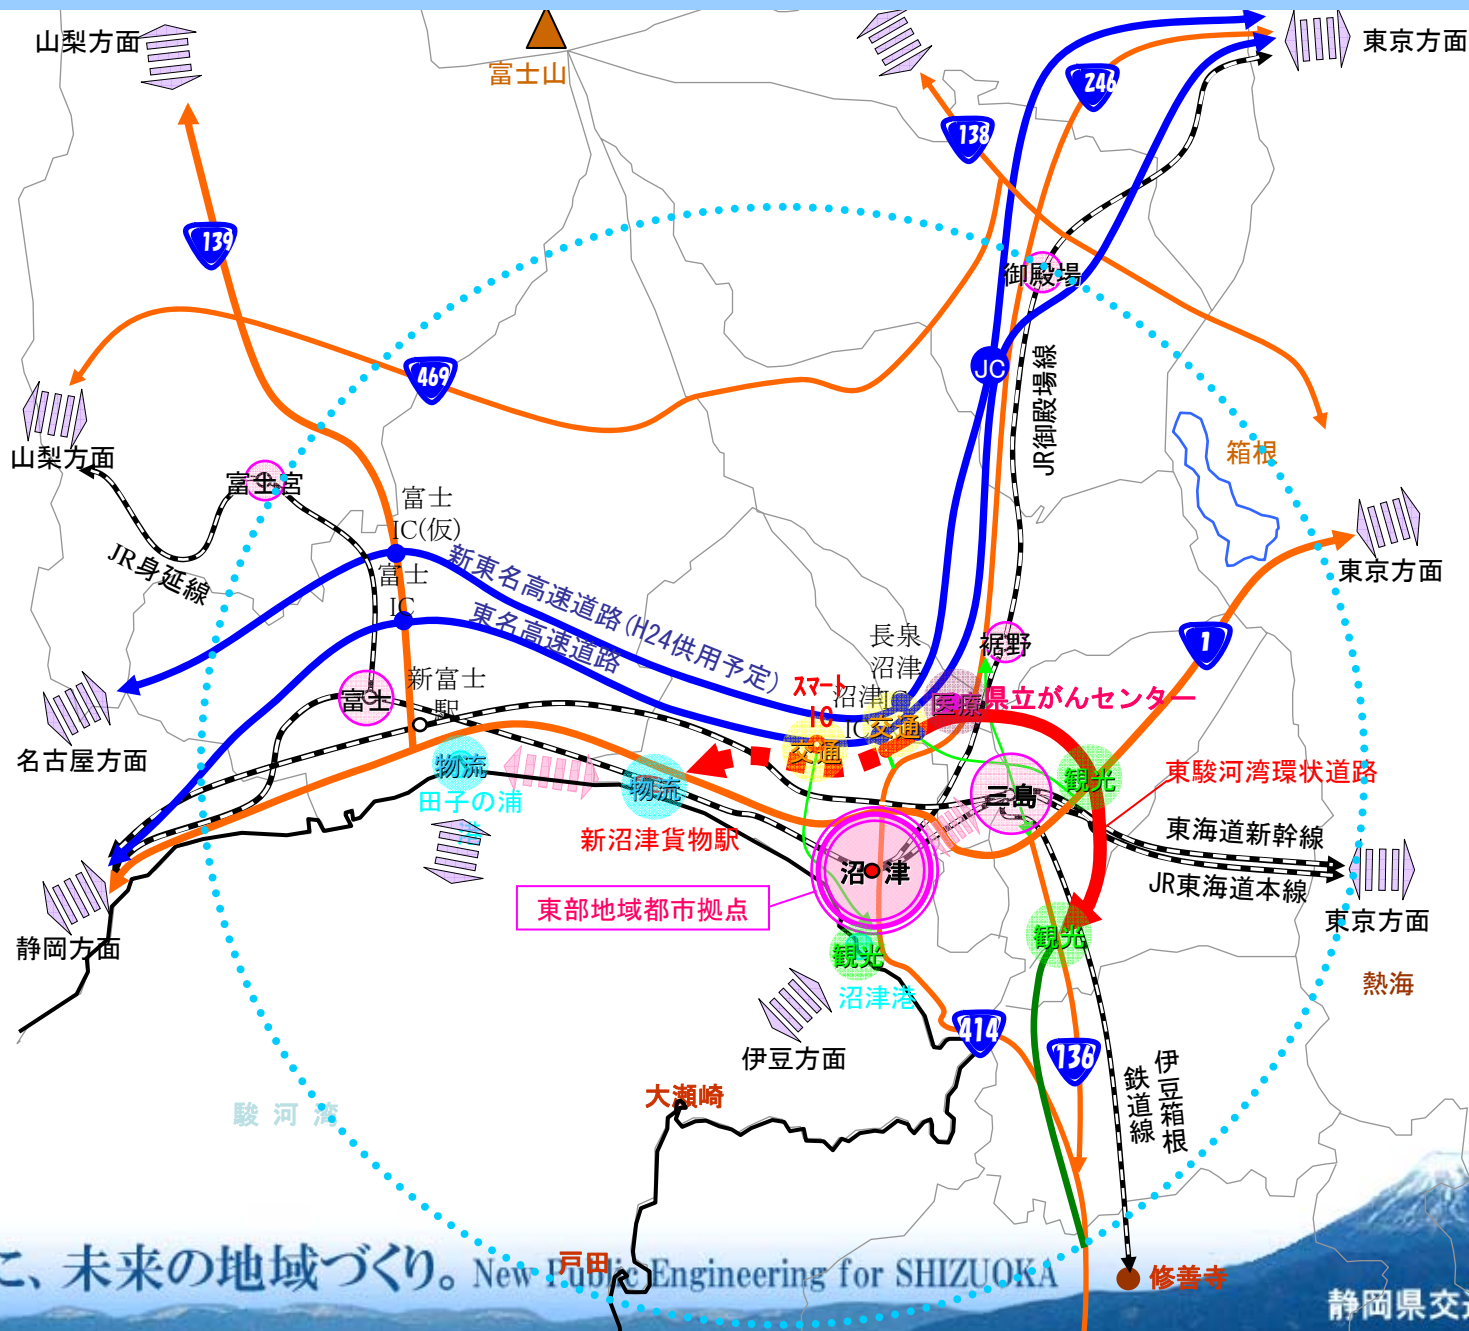 山梨方面
富士山
138
246
東京方面
139
御殿場
469
JC
JR御殿場線
箱根
山梨方面
富士宮
富士
IC(仮)
JR身延線
富士
IC
新東名高速道路(H24供用予定)
東名高速道路
東京方面
1
長泉
沼津
IC
裾野
名古屋方面
富士
新富士
駅
スマート
IC
沼津
IC
交通
交通
医療
県立がんセンター
物流
田子の浦
港
物流
新沼津貨物駅
三島
観光
東駿河湾環状道路
東海道新幹線
JR東海道本線
東京方面
沼津
東部地域都市拠点
静岡方面
観光
沼津港
観光
熱海
伊豆方面
414
136
伊豆箱根
鉄道線
大瀬崎
駿河湾
戸田
修善寺
に、未来の地域づくり。New Public Engineering for SHIZUOKA
静岡県交